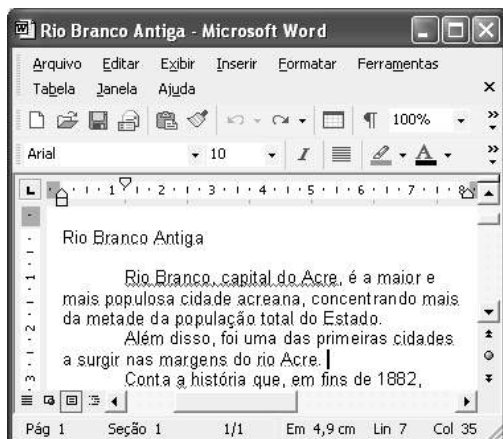 Rio Branco Antiga - Microsoft Word
Arquivo Editar Exibir Inserir Formatar Ferramentas
Tabela Janela Ajuda
100%
Arial 10 I A
1 2 3 4 5 6 7 8
Rio Branco Antiga
Rio Branco, capital do Acre, é a maior e
mais populosa cidade acreana, concentrando mais
da metade da população total do Estado.
Além disso, foi uma das primeiras cidades
a surgir nas margens do rio Acre.
Conta a história que, em fins de 1882,
Pág 1 Seção 1 1/1 Em 4,9 cm Lin 7 Col 35